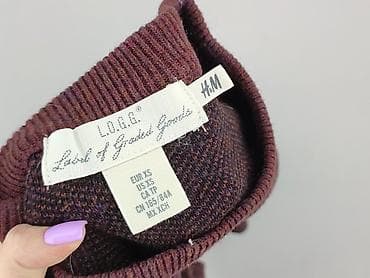 L.O.G.G.®
Label of Graded Goods
H&M
EUR XS
US XS
CA TP
CN 165/84A
MX XCH